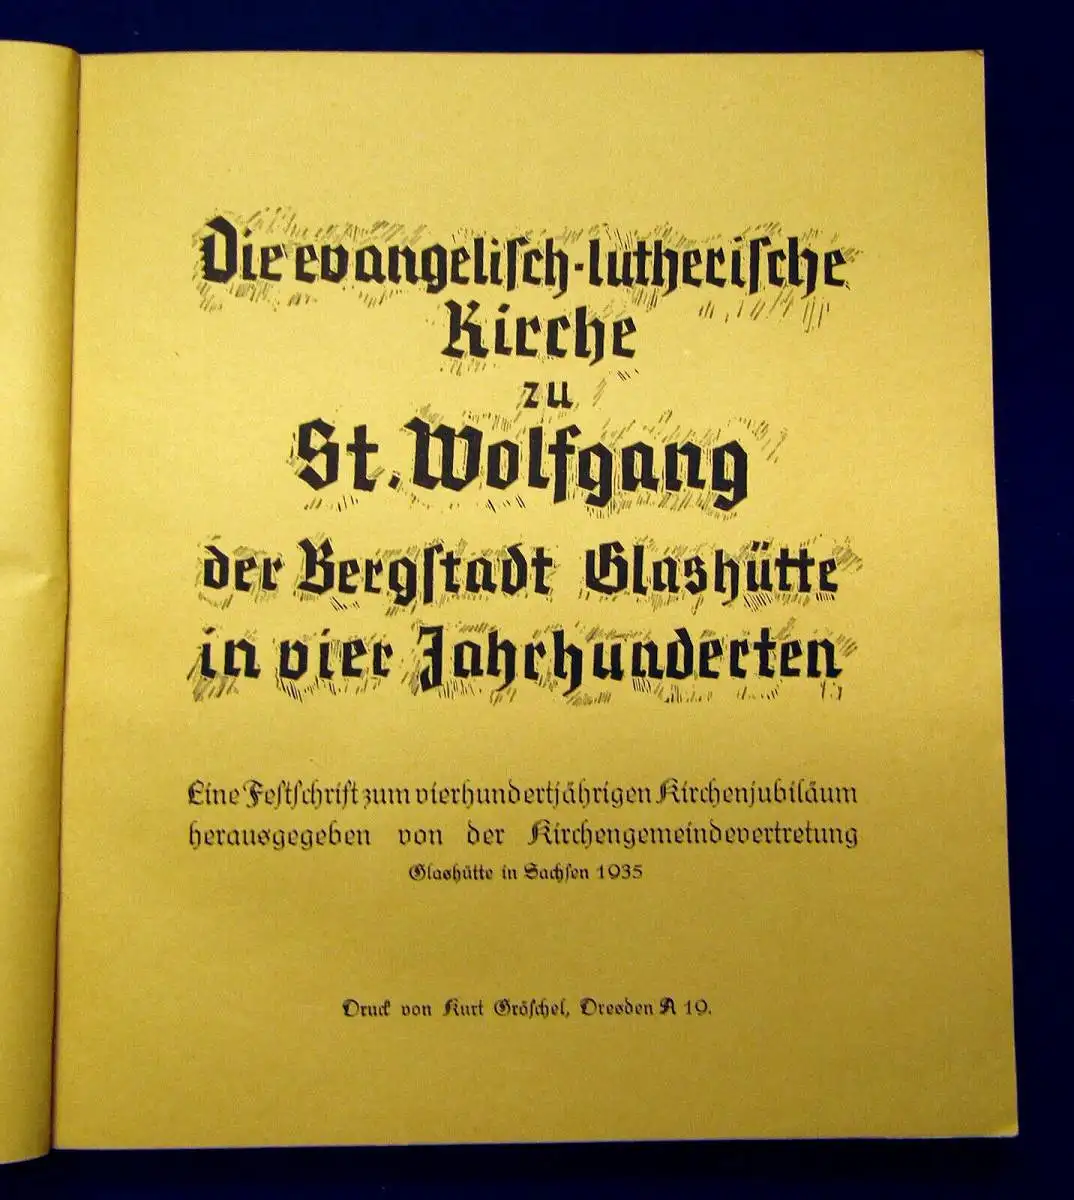 Die evangeliſch-lutheriſche
Kirche
zu
St. Wolfgang
der Bergſtadt Glashütte
in vier Jahrhunderten
Eine Feſtſchrift zum vierhundertjährigen Kirchenjubiläum
herausgegeben von der Kirchengemeindevertretung
Glashütte in Sachſen 1935
Druck von Kurt Gröſchel, Dresden A 19.